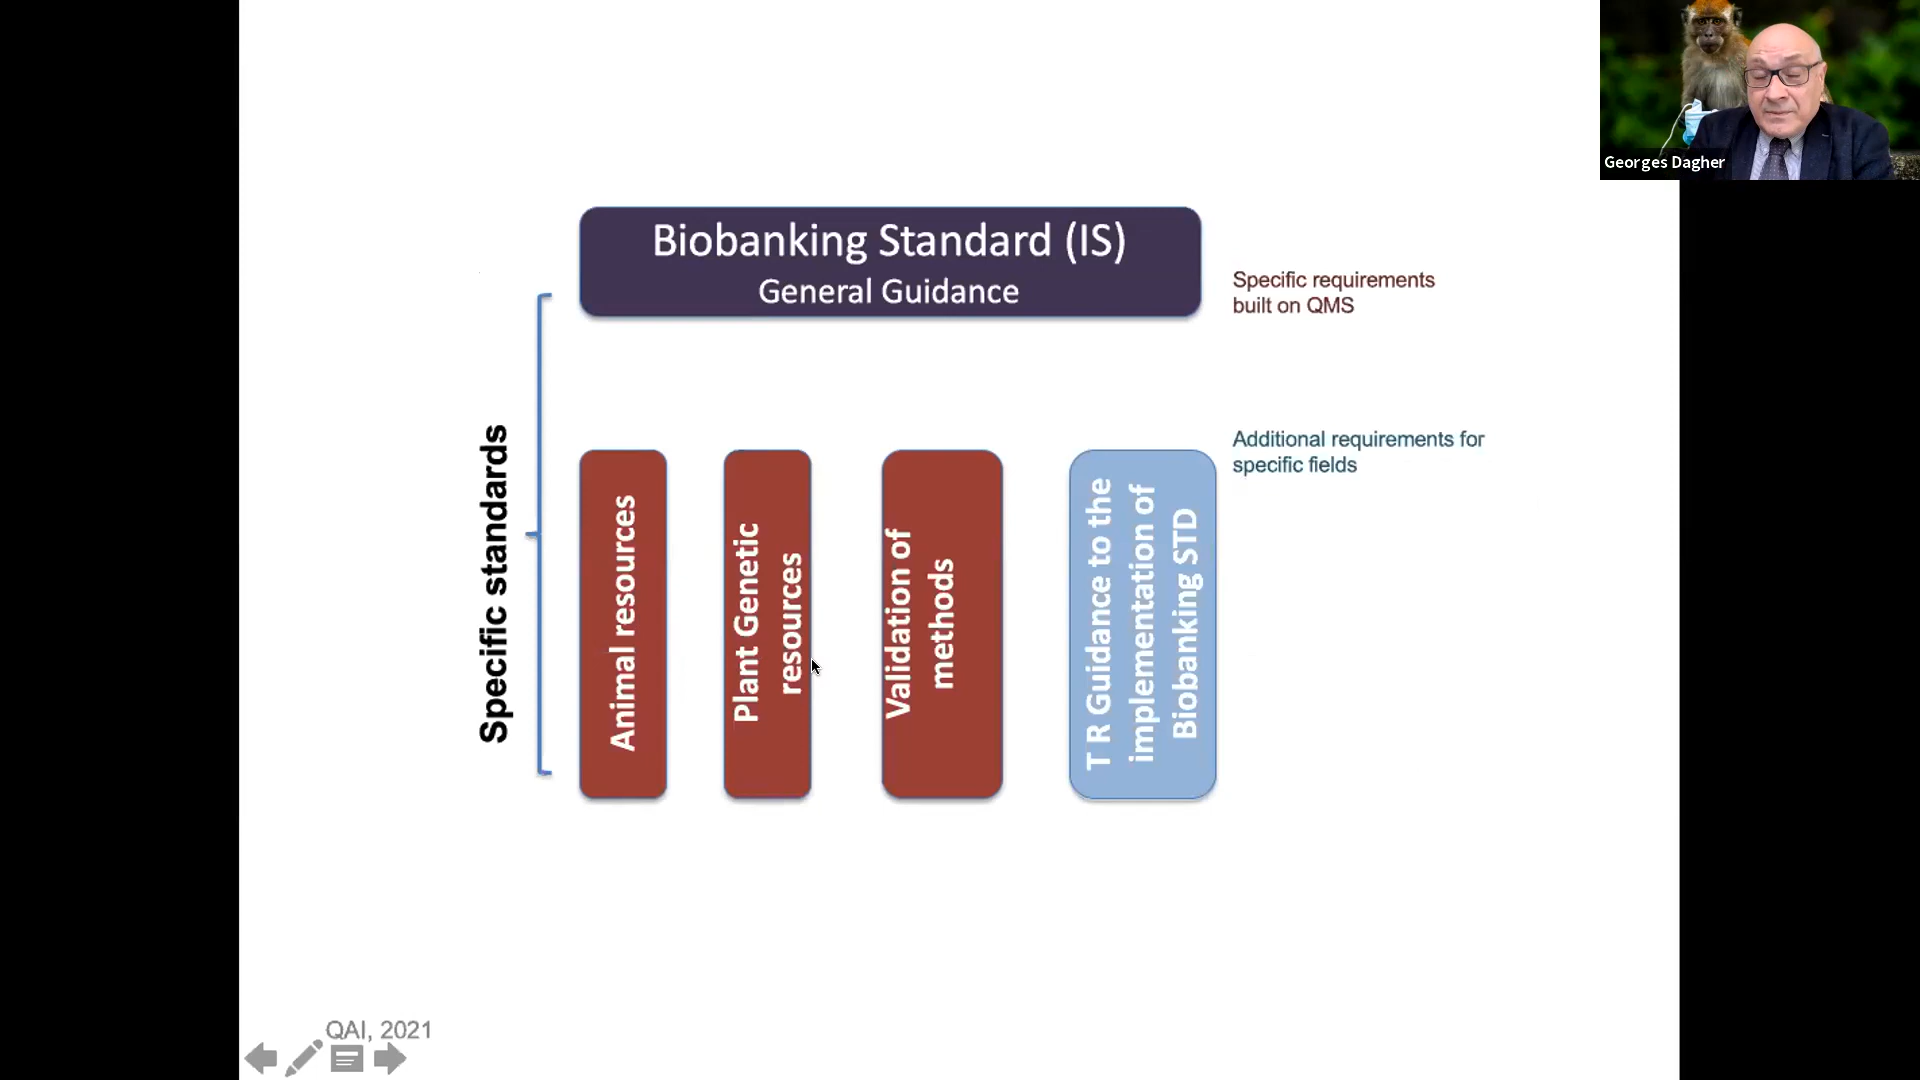 Georges Dagher
Biobanking Standard (IS)
General Guidance
Specific requirements
built on QMS
Additional requirements for
specific fields
Specific standards
Animal resources
Plant Genetic
resources
Validation of
methods
T R Guidance to the
implementation of
Biobanking STD
QAI, 2021